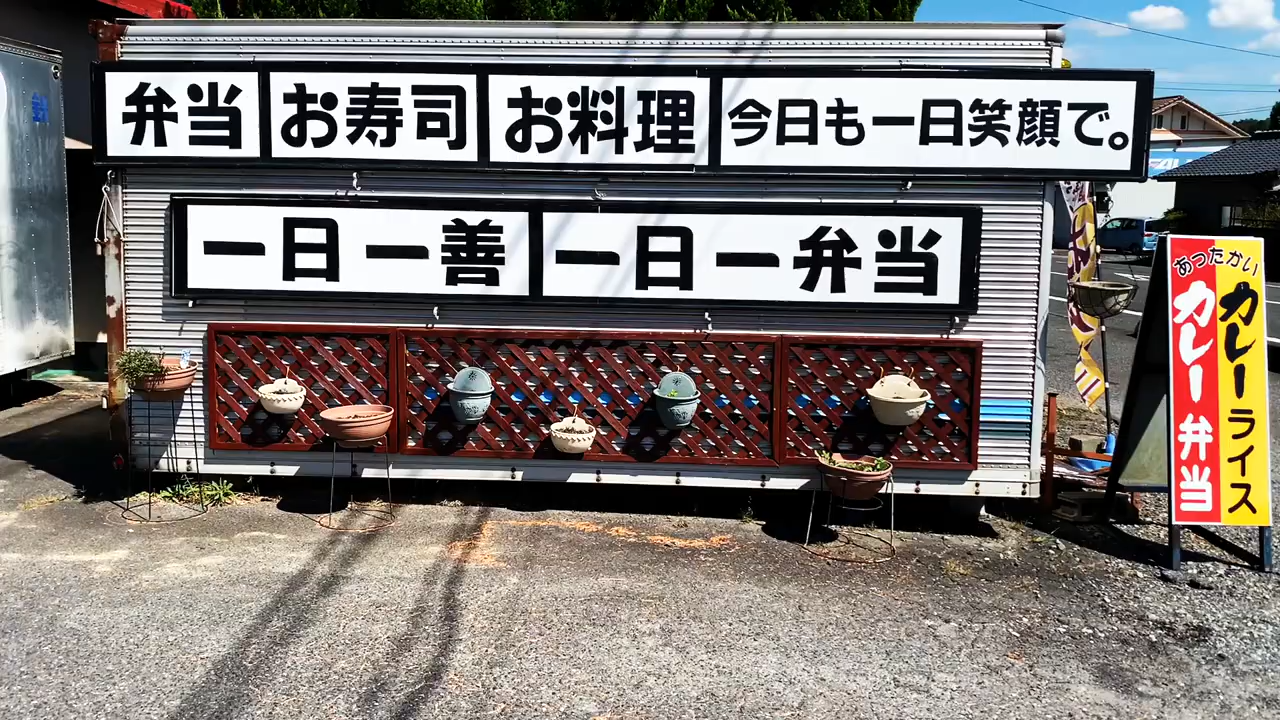 弁当 お寿司 お料理 今日も一日笑顔で。
一日一善 一日一弁当
あったかい
カレーライス
カレー弁当